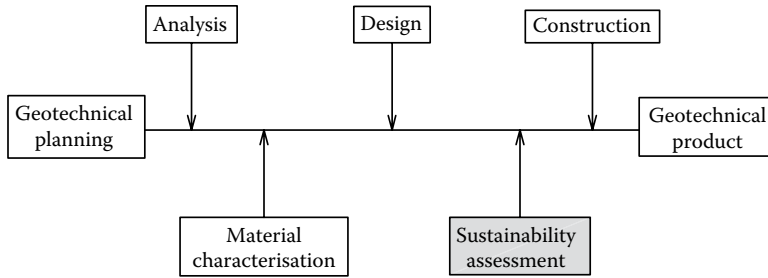 Analysis
Design
Construction
Geotechnical
planning
Geotechnical
product
Material
characterisation
Sustainability
assessment